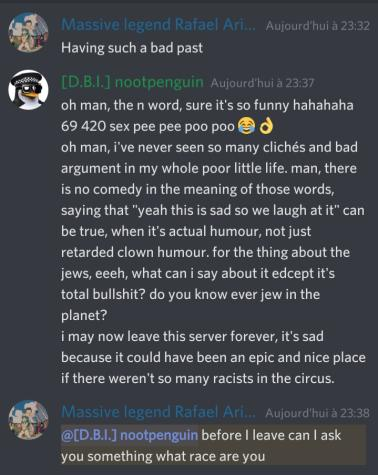 Massive legend Rafael Ari... Aujourd'hui à 23:32
Having such a bad past
[D.B.I.] nootpenguin Aujourd'hui à 23:37
oh man, the n word, sure it's so funny hahahaha
69 420 sex pee pee poo poo 😂👌
oh man, i've never seen so many clichés and bad
argument in my whole poor little life. man, there
is no comedy in the meaning of those words,
saying that "yeah this is sad so we laugh at it" can
be true, when it's actual humour, not just
retarded clown humour. for the thing about the
jews, eeeh, what can i say about it edcept it's
total bullshit? do you know ever jew in the
planet?
i may now leave this server forever, it's sad
because it could have been an epic and nice place
if there weren't so many racists in the circus.
Massive legend Rafael Ari... Aujourd'hui à 23:38
@[D.B.I.] nootpenguin before I leave can I ask
you something what race are you